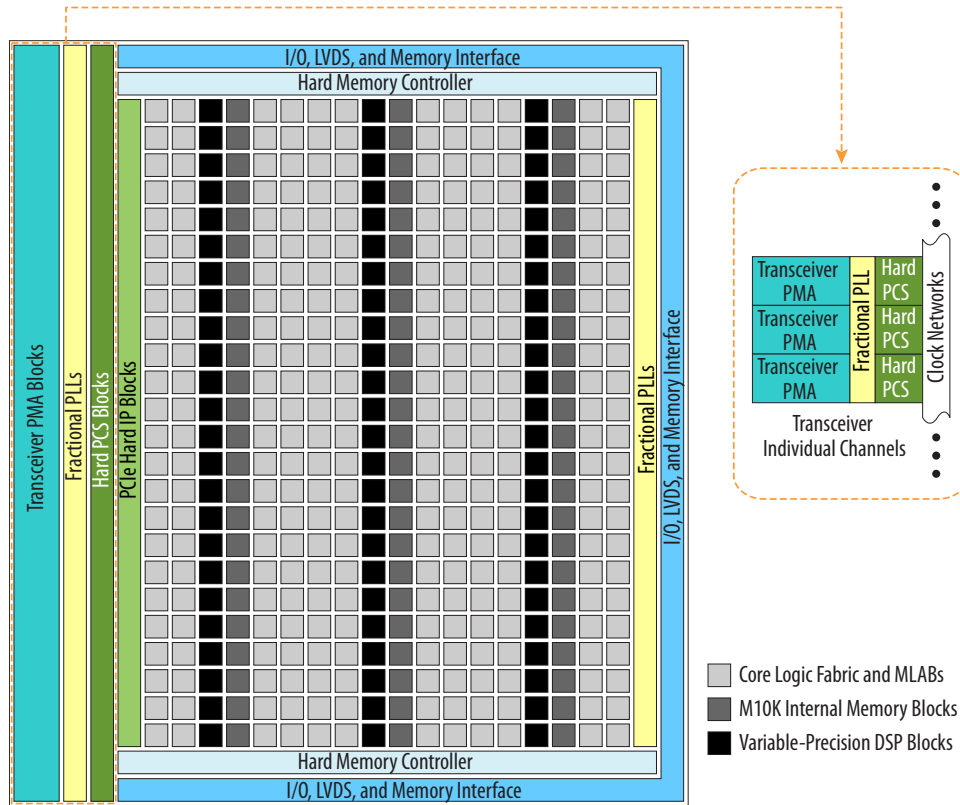 I/O, LVDS, and Memory Interface
Hard Memory Controller
Transceiver PMA Blocks
Fractional PLLs
Hard PCS Blocks
PCIe Hard IP Blocks
Fractional PLLs
I/O, LVDS, and Memory Interface
Hard Memory Controller
I/O, LVDS, and Memory Interface
Transceiver
PMA
Transceiver
PMA
Transceiver
PMA
Fractional PLL
Hard
PCS
Hard
PCS
Hard
PCS
Clock Networks
Transceiver
Individual Channels
Core Logic Fabric and MLABs
M10K Internal Memory Blocks
Variable-Precision DSP Blocks